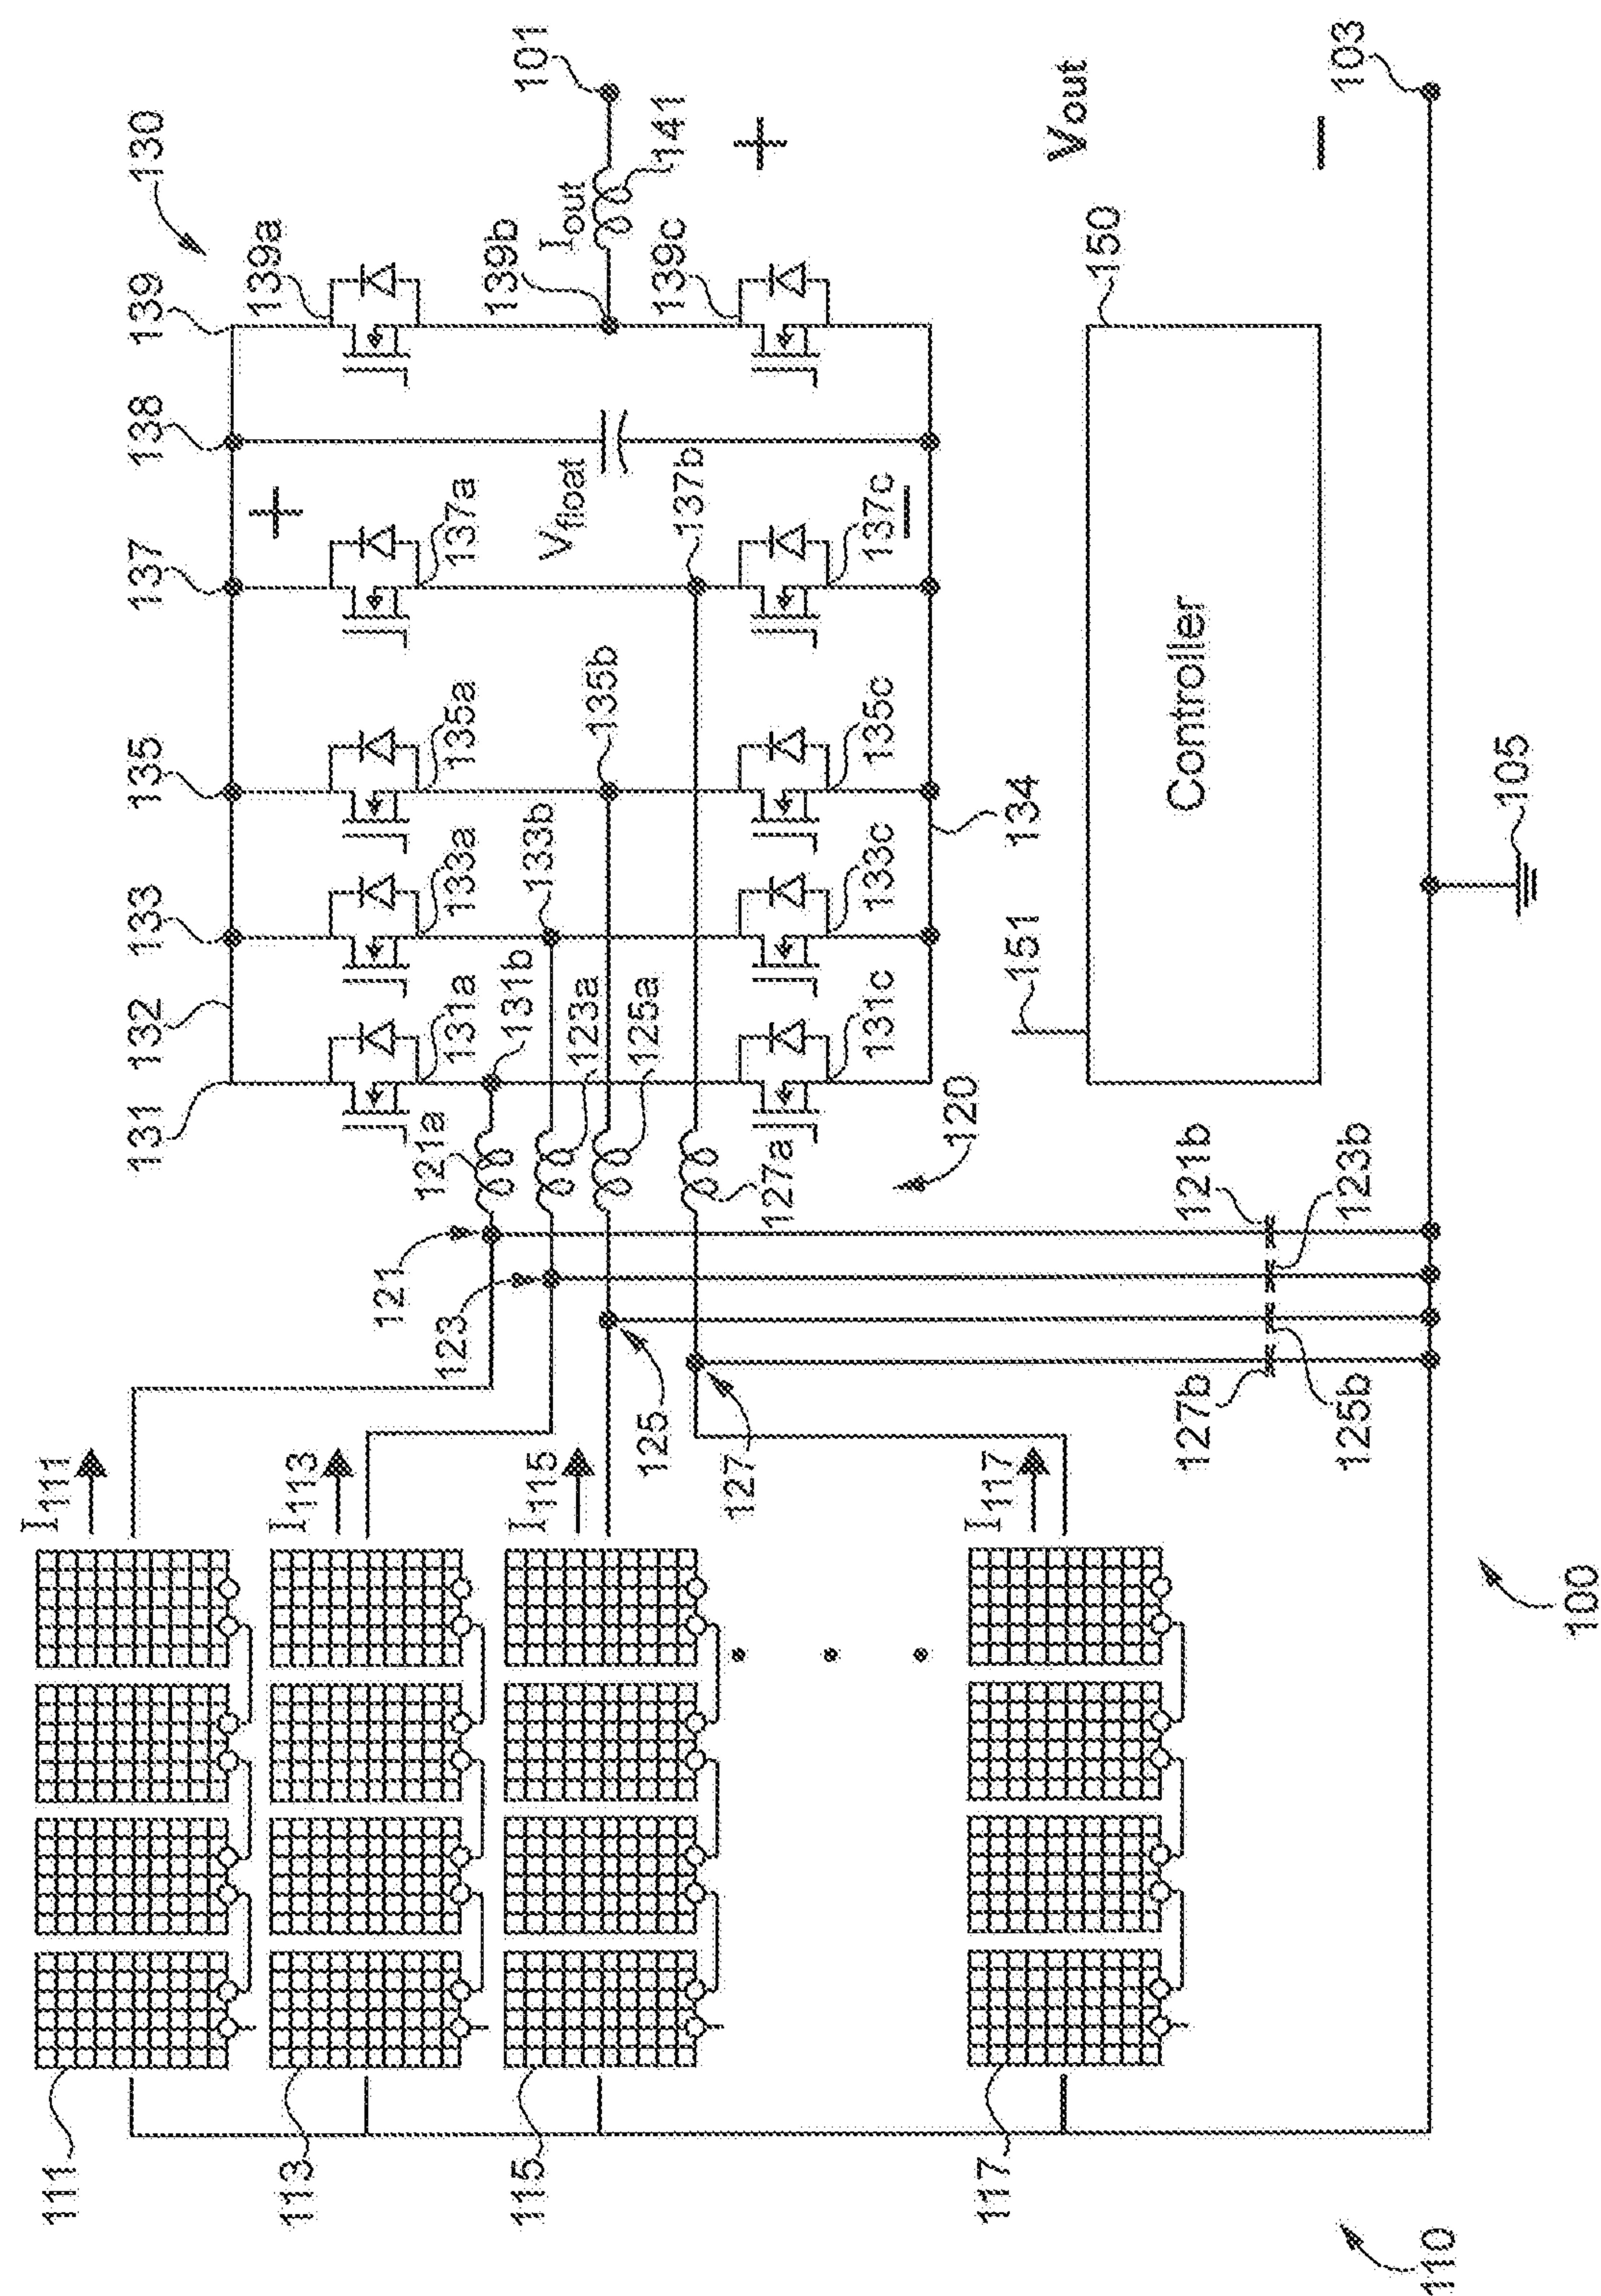 130
101
131
132
133
135
137
138
139
139a
Iout
141
+
+
131a
133a
135a
137a
Vfloat
139b
139c
121a
131b
133b
123a
125a
135b
137b
131c
133c
135c
137c
−
134
127a
120
151
150
Controller
Vout
−
103
105
121
123
125
127
121b
123b
127b
125b
I111
I113
I115
I117
. . .
111
113
115
117
100
110